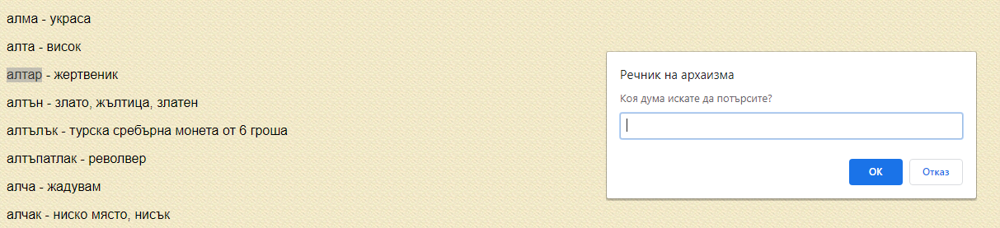 алма - украса
алта - висок
алтар - жертвеник
алтън - злато, жълтица, златен
алтълък - турска сребърна монета от 6 гроша
алтъпатлак - револвер
алча - жадувам
алчак - ниско място, нисък
Речник на архаизма
Коя дума искате да потърсите?
ОК
Отказ